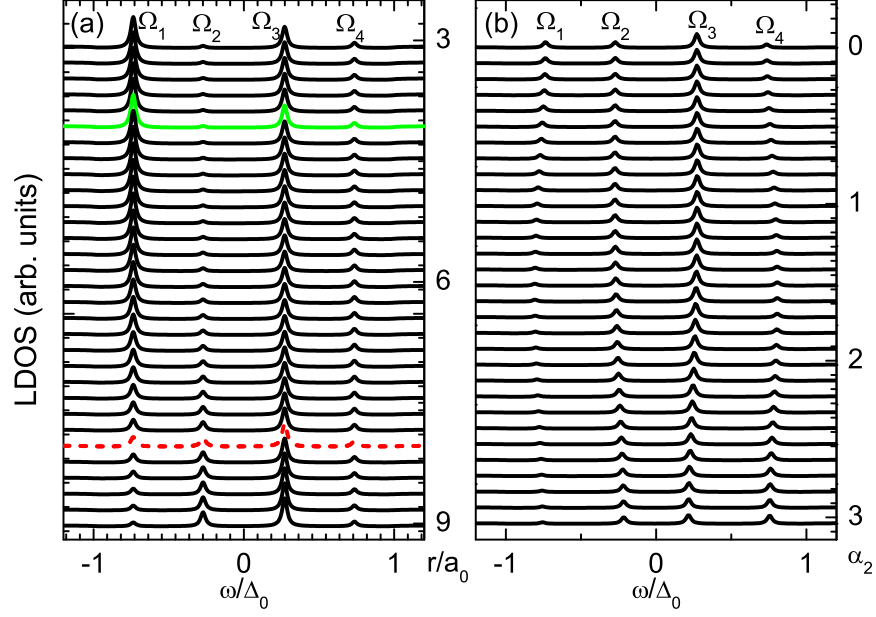 (a) Ω₁ Ω₂ Ω₃ Ω₄ 3
(b) Ω₁ Ω₂ Ω₃ Ω₄ 0
1
6
2
9 3
LDOS (arb. units)
-1 0 1 r/a₀
-1 0 1 α₂
ω/Δ₀
ω/Δ₀